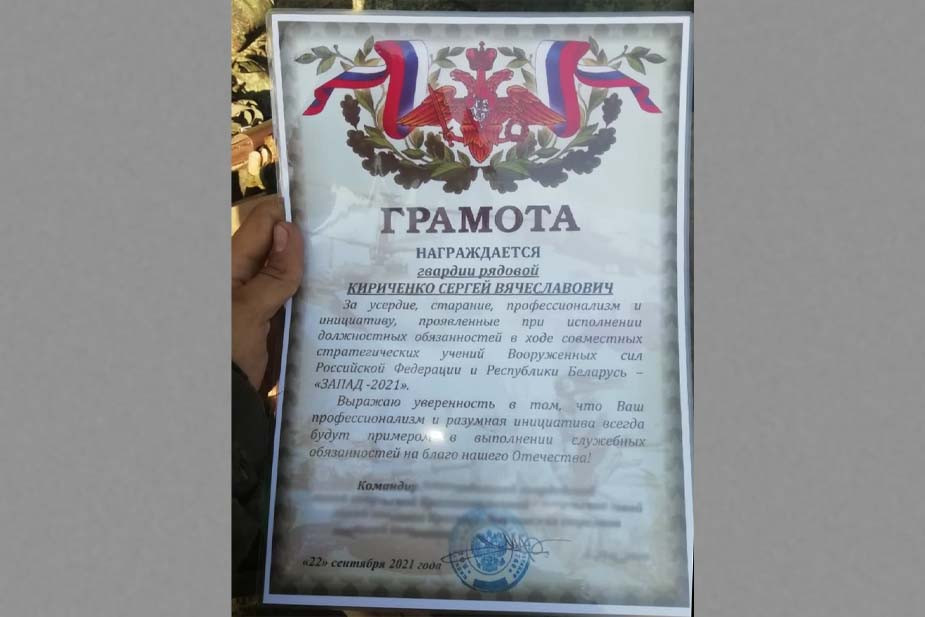 ГРАМОТА
НАГРАЖДАЕТСЯ
гвардии рядовой
КИРИЧЕНКО СЕРГЕЙ ВЯЧЕСЛАВОВИЧ
За усердие, старание, профессионализм и
инициативу, проявленные при исполнении
должностных обязанностей в ходе совместных
стратегических учений Вооруженных сил
Российской Федерации и Республики Беларусь –
«ЗАПАД -2021».
Выражаю уверенность в том, что Ваш
профессионализм и разумная инициатива всегда
будут примером в выполнении служебных
обязанностей на благо нашего Отечества!
«22» сентября 2021 года